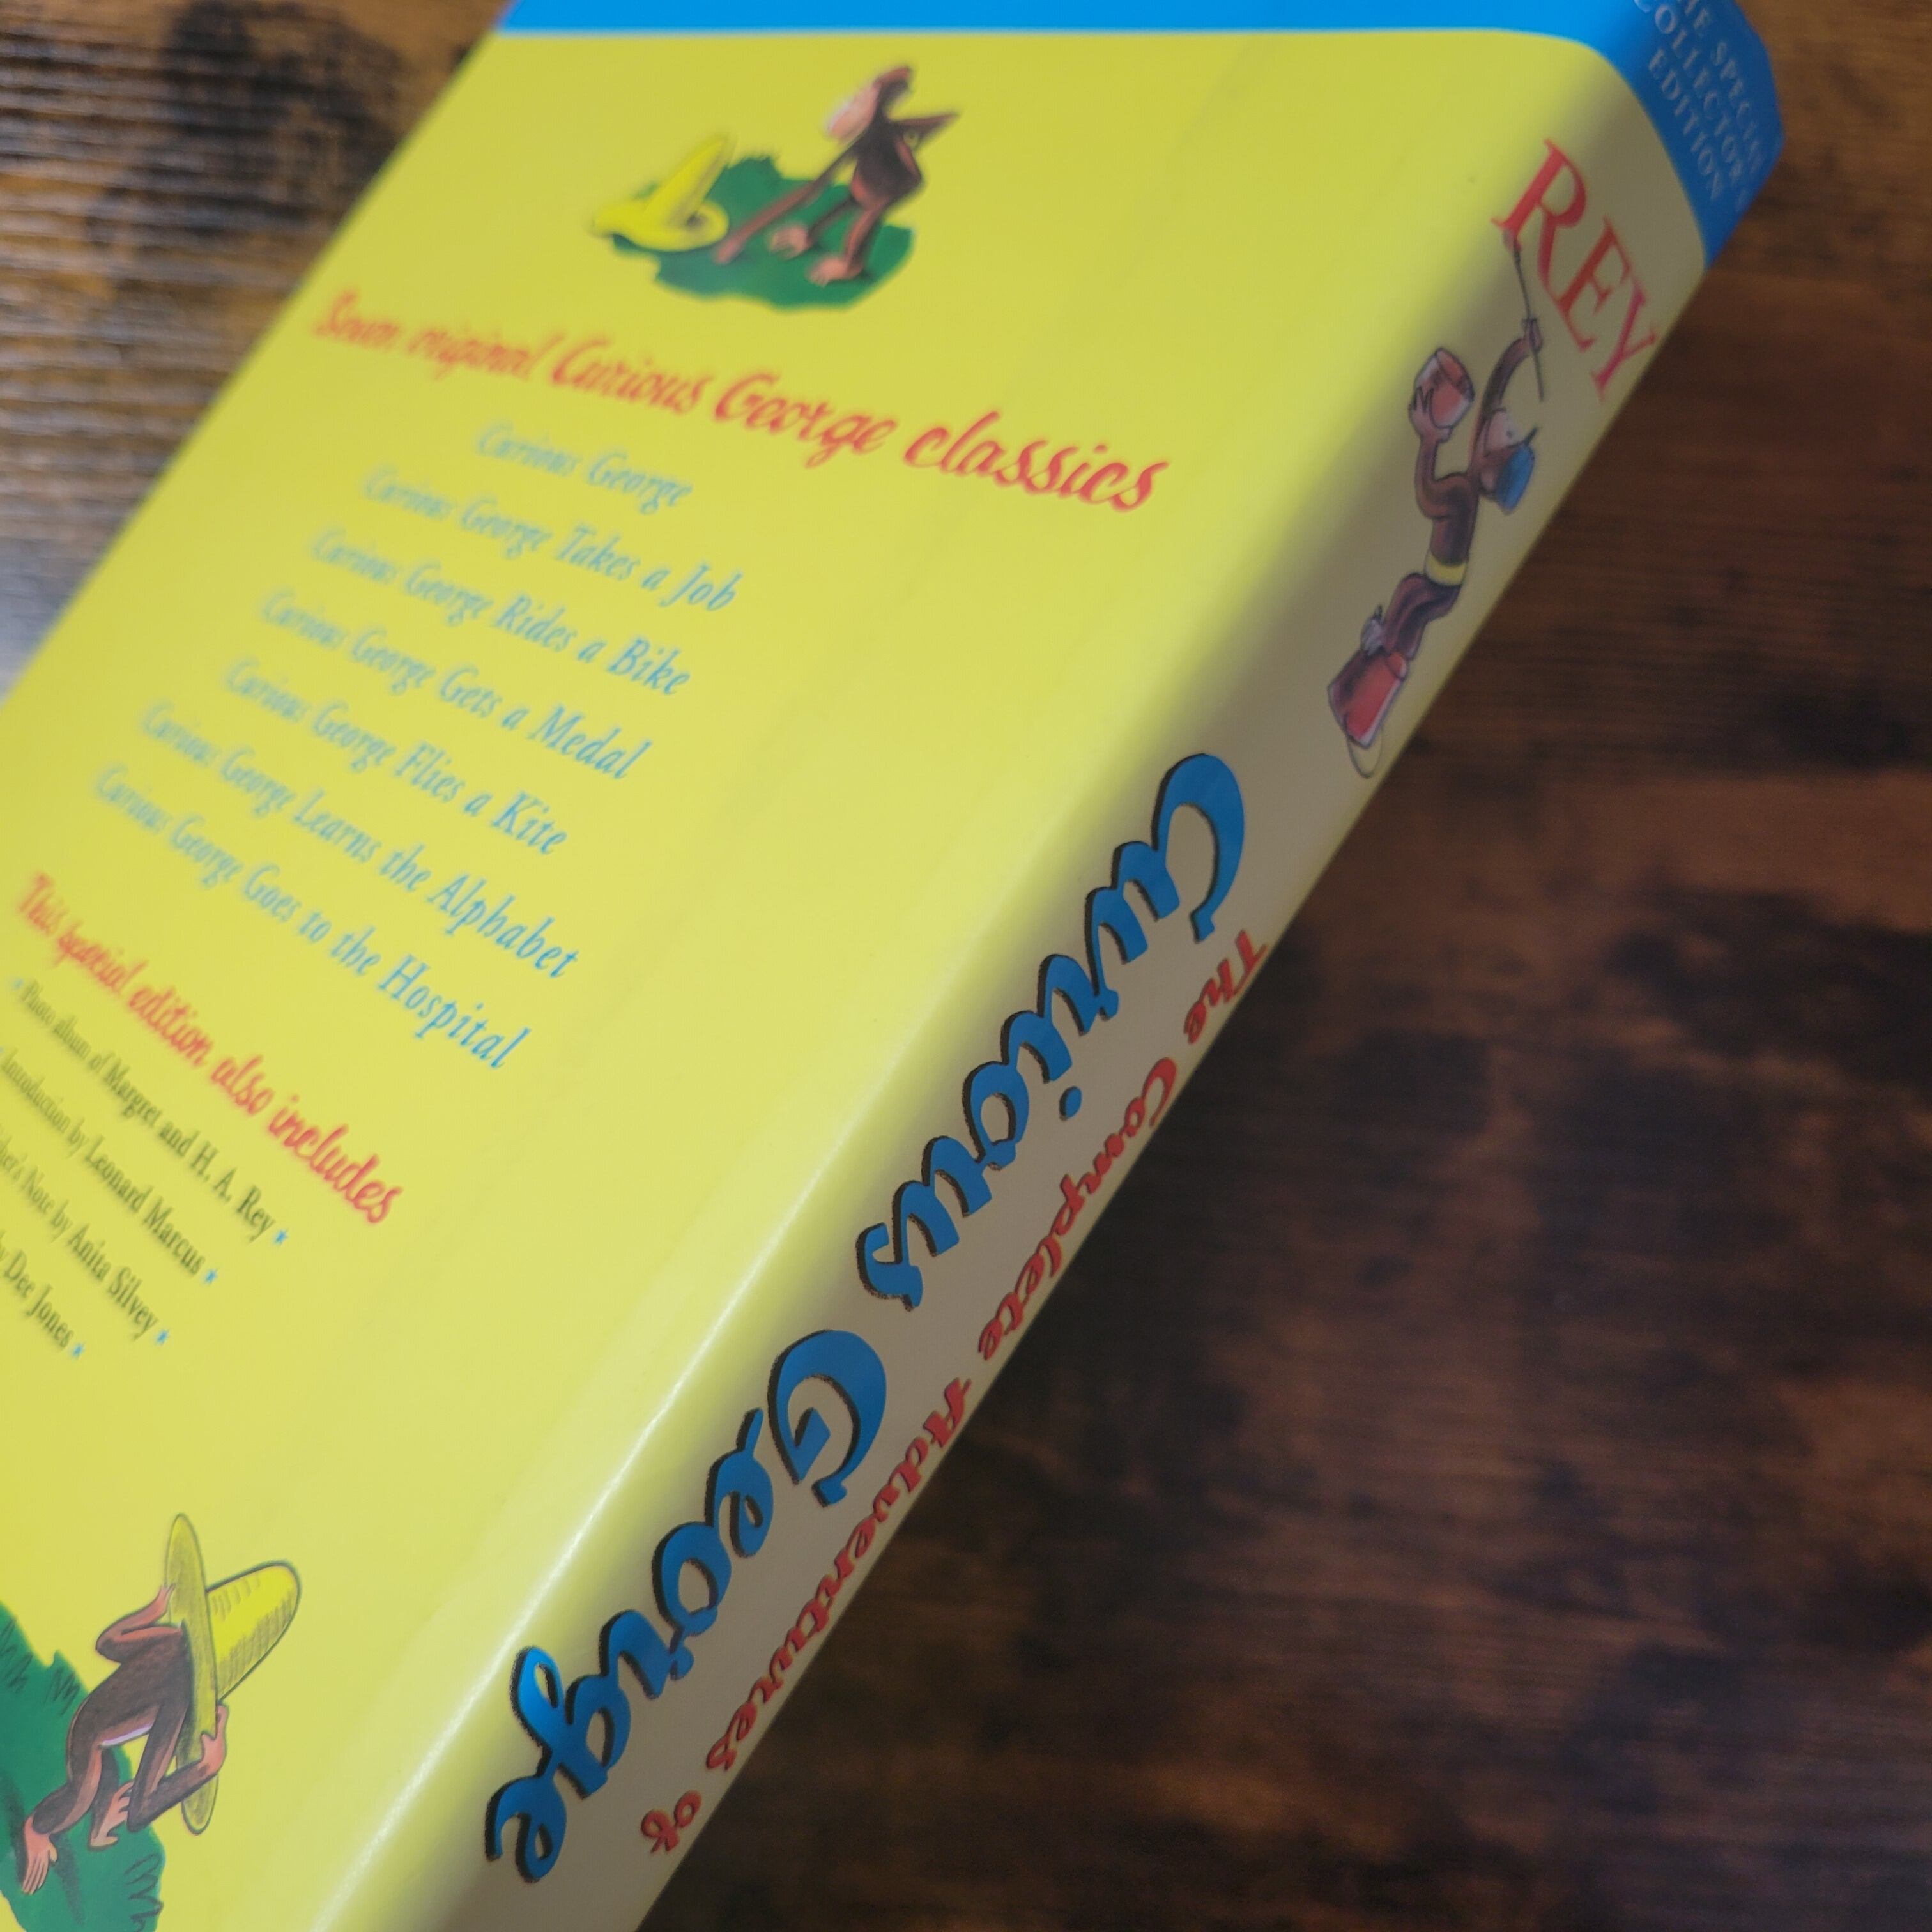 Seven original Curious George classics
Curious George
Curious George Takes a Job
Curious George Rides a Bike
Curious George Gets a Medal
Curious George Flies a Kite
Curious George Learns the Alphabet
Curious George Goes to the Hospital
This special edition also includes
Photo album of Margret and H. A. Rey *
Introduction by Leonard Marcus *
Note by Anita Silvey *
by Dee Jones *
SPECIAL
COLLECTOR'S
EDITION
REY
The Complete Adventures of
Curious George